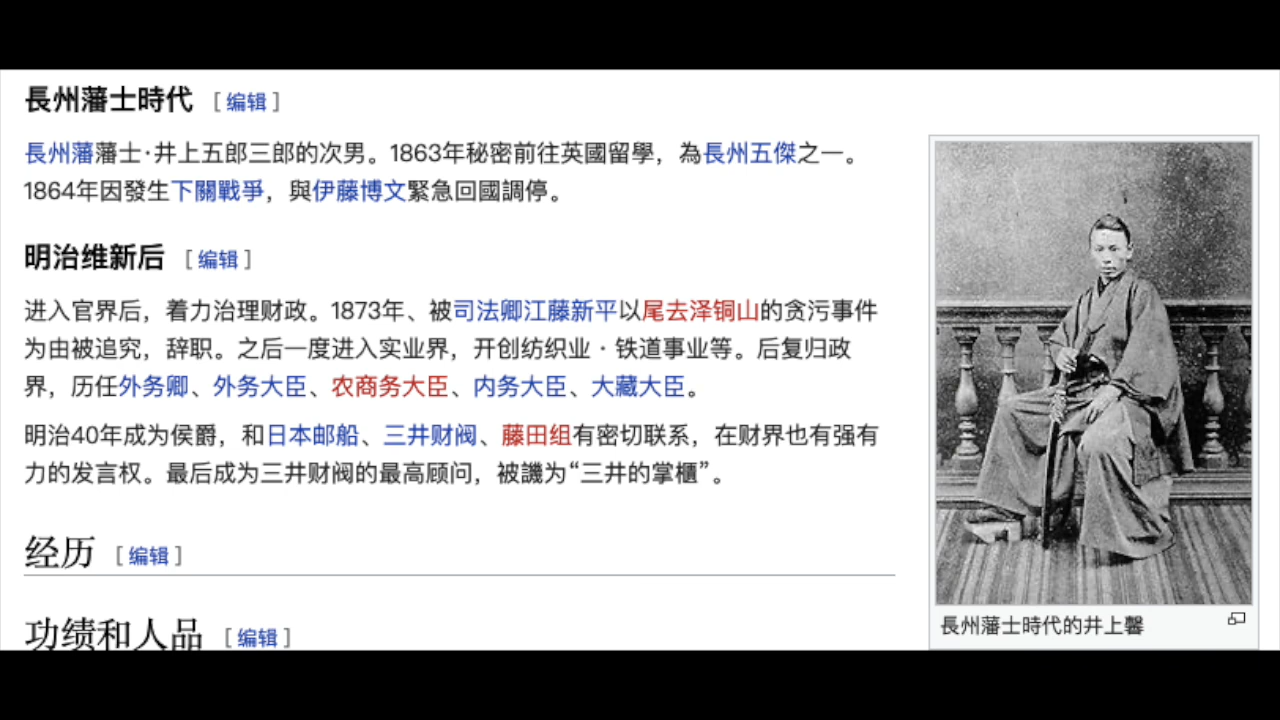 長州藩士時代 [编辑]
長州藩藩士·井上五郎三郎的次男。1863年秘密前往英國留學，為長州五傑之一。
1864年因發生下關戰爭，與伊藤博文緊急回國調停。
明治维新后 [编辑]
进入官界后，着力治理财政。1873年、被司法卿江藤新平以尾去泽铜山的贪污事件
为由被追究，辞职。之后一度进入实业界，开创纺织业·铁道事业等。后复归政
界，历任外务卿、外务大臣、农商务大臣、内务大臣、大藏大臣。
明治40年成为侯爵，和日本邮船、三井财阀、藤田组有密切联系，在财界也有强有
力的发言权。最后成为三井财阀的最高顾问，被譏为“三井的掌櫃”。
经历 [编辑]
功绩和人品 [编辑]
長州藩士時代的井上馨